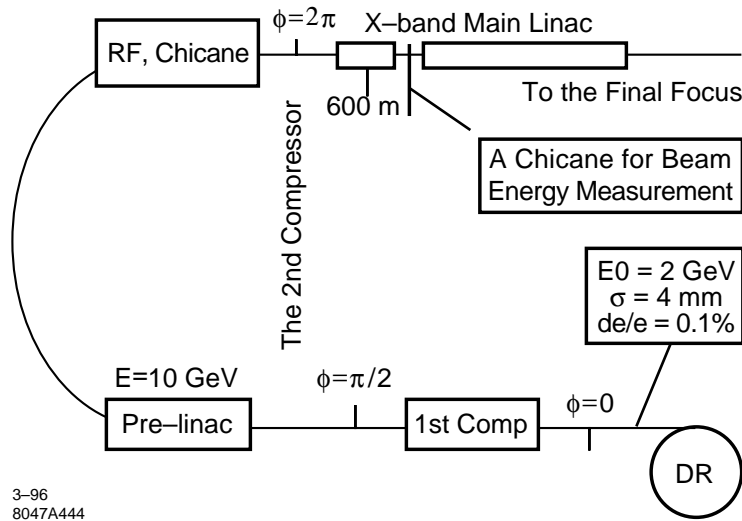 ϕ=2π
X–band Main Linac
RF, Chicane
600 m
To the Final Focus
A Chicane for Beam
Energy Measurement
The 2nd Compressor
E0 = 2 GeV
σ = 4 mm
de/e = 0.1%
E=10 GeV
ϕ=π/2
ϕ=0
Pre–linac
1st Comp
DR
3–96
8047A444